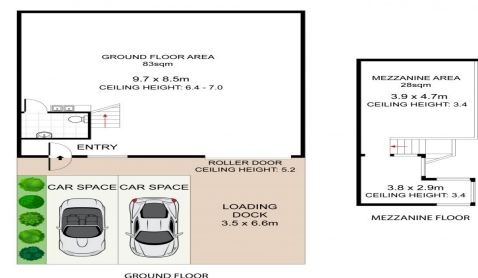 GROUND FLOOR AREA
83sqm
9.7 x 8.5m
CEILING HEIGHT: 6.4 - 7.0
ENTRY
ROLLER DOOR
CEILING HEIGHT: 5.2
CAR SPACE
CAR SPACE
LOADING
DOCK
3.5 x 6.6m
GROUND FLOOR
MEZZANINE AREA
28sqm
3.9 x 4.7m
CEILING HEIGHT: 3.4
3.8 x 2.9m
CEILING HEIGHT: 3.4
MEZZANINE FLOOR